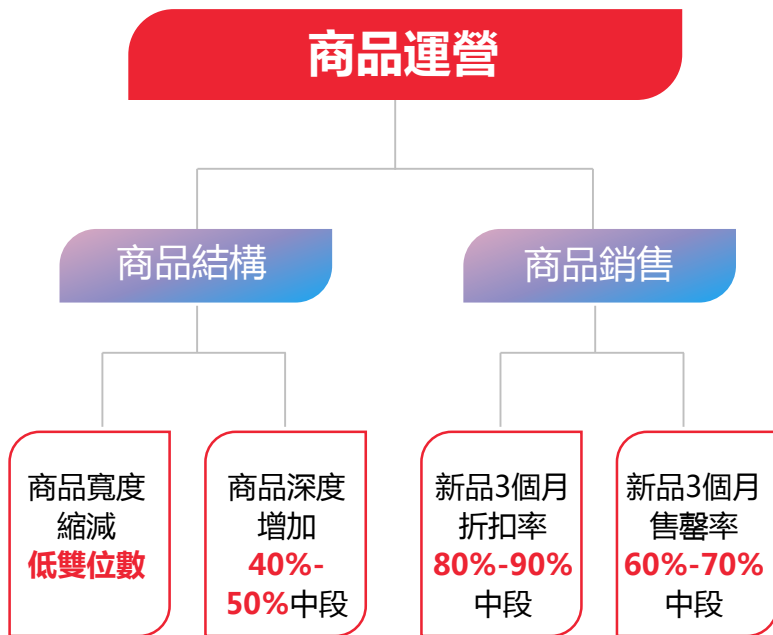 商品運營
商品結構
商品銷售
商品寬度
縮減
低雙位數
商品深度
增加
40%-
50%中段
新品3個月
折扣率
80%-90%
中段
新品3個月
售罄率
60%-70%
中段